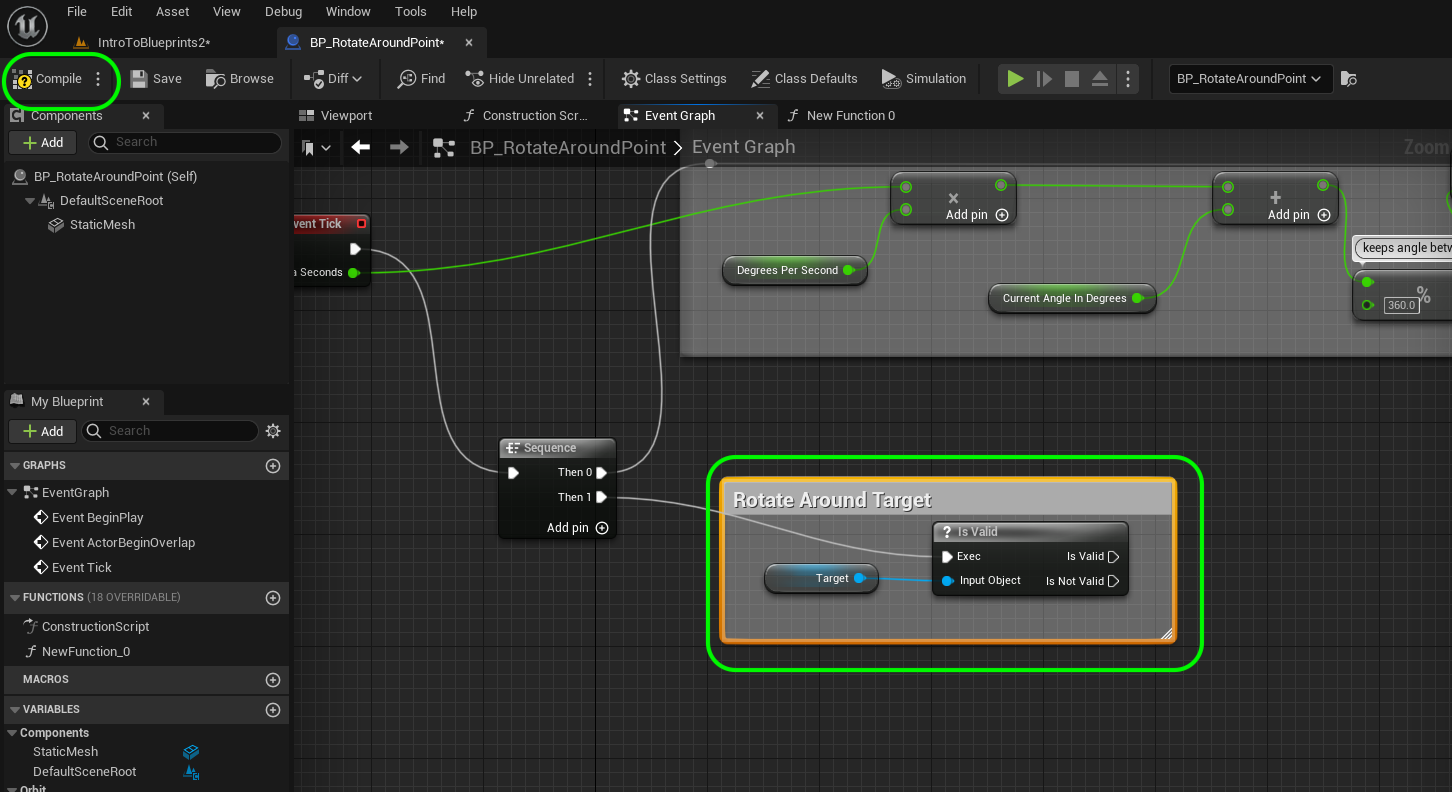 File Edit Asset View Debug Window Tools Help
IntroToBlueprints2* BP_RotateAroundPoint*
Compile Save Browse Diff Find Hide Unrelated Class Settings Class Defaults Simulation BP_RotateAroundPoint
Components
Viewport Construction Scr... Event Graph New Function 0
Add Search
BP_RotateAroundPoint Event Graph Zoom
BP_RotateAroundPoint (Self)
DefaultSceneRoot
StaticMesh
vent Tick
a Seconds
Add pin
Add pin
keeps angle betw
Degrees Per Second
Current Angle In Degrees
360.0 %
My Blueprint
Add Search
GRAPHS
EventGraph
Event BeginPlay
Event ActorBeginOverlap
Event Tick
FUNCTIONS (18 OVERRIDABLE)
ConstructionScript
NewFunction_0
MACROS
VARIABLES
Components
StaticMesh
DefaultSceneRoot
Orbit
Sequence
Then 0
Then 1
Add pin
Rotate Around Target
Is Valid
Exec Is Valid
Target
Input Object Is Not Valid